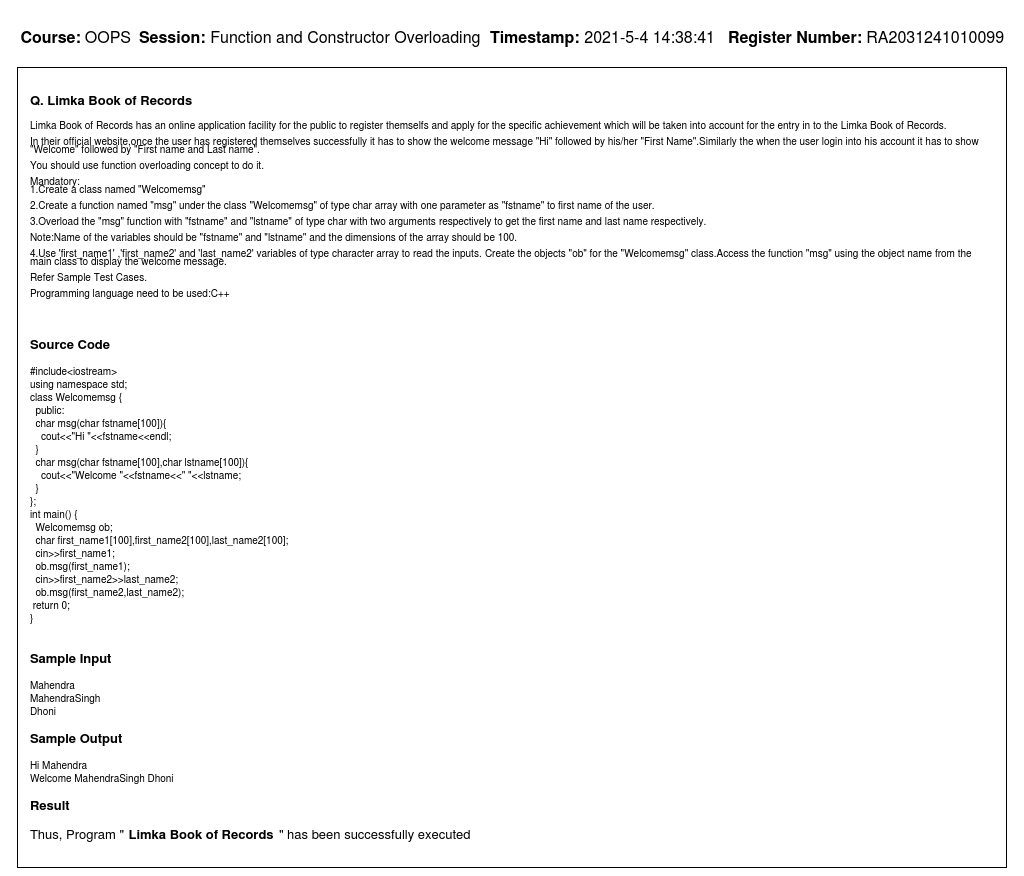 Course: OOPS Session: Function and Constructor Overloading Timestamp: 2021-5-4 14:38:41 Register Number: RA2031241010099
Q. Limka Book of Records
Limka Book of Records has an online application facility for the public to register themselfs and apply for the specific achievement which will be taken into account for the entry in to the Limka Book of Records.
In their official website,once the user has registered themselves successfully it has to show the welcome message "Hi" followed by his/her "First Name".Similarly the when the user login into his account it has to show
"Welcome" followed by "First name and Last name".
You should use function overloading concept to do it.
Mandatory:
1.Create a class named "Welcomemsg"
2.Create a function named "msg" under the class "Welcomemsg" of type char array with one parameter as "fstname" to first name of the user.
3.Overload the "msg" function with "fstname" and "lstname" of type char with two arguments respectively to get the first name and last name respectively.
Note:Name of the variables should be "fstname" and "lstname" and the dimensions of the array should be 100.
4.Use 'first_name1' ,'first_name2' and 'last_name2' variables of type character array to read the inputs. Create the objects "ob" for the "Welcomemsg" class.Access the function "msg" using the object name from the
main class to display the welcome message.
Refer Sample Test Cases.
Programming language need to be used:C++
Source Code
#include<iostream>
using namespace std;
class Welcomemsg {
  public:
  char msg(char fstname[100]){
    cout<<"Hi "<<fstname<<endl;
  }
  char msg(char fstname[100],char lstname[100]){
    cout<<"Welcome "<<fstname<<" "<<lstname;
  }
};
int main() {
  Welcomemsg ob;
  char first_name1[100],first_name2[100],last_name2[100];
  cin>>first_name1;
  ob.msg(first_name1);
  cin>>first_name2>>last_name2;
  ob.msg(first_name2,last_name2);
 return 0;
}
Sample Input
Mahendra
MahendraSingh
Dhoni
Sample Output
Hi Mahendra
Welcome MahendraSingh Dhoni
Result
Thus, Program " Limka Book of Records " has been successfully executed